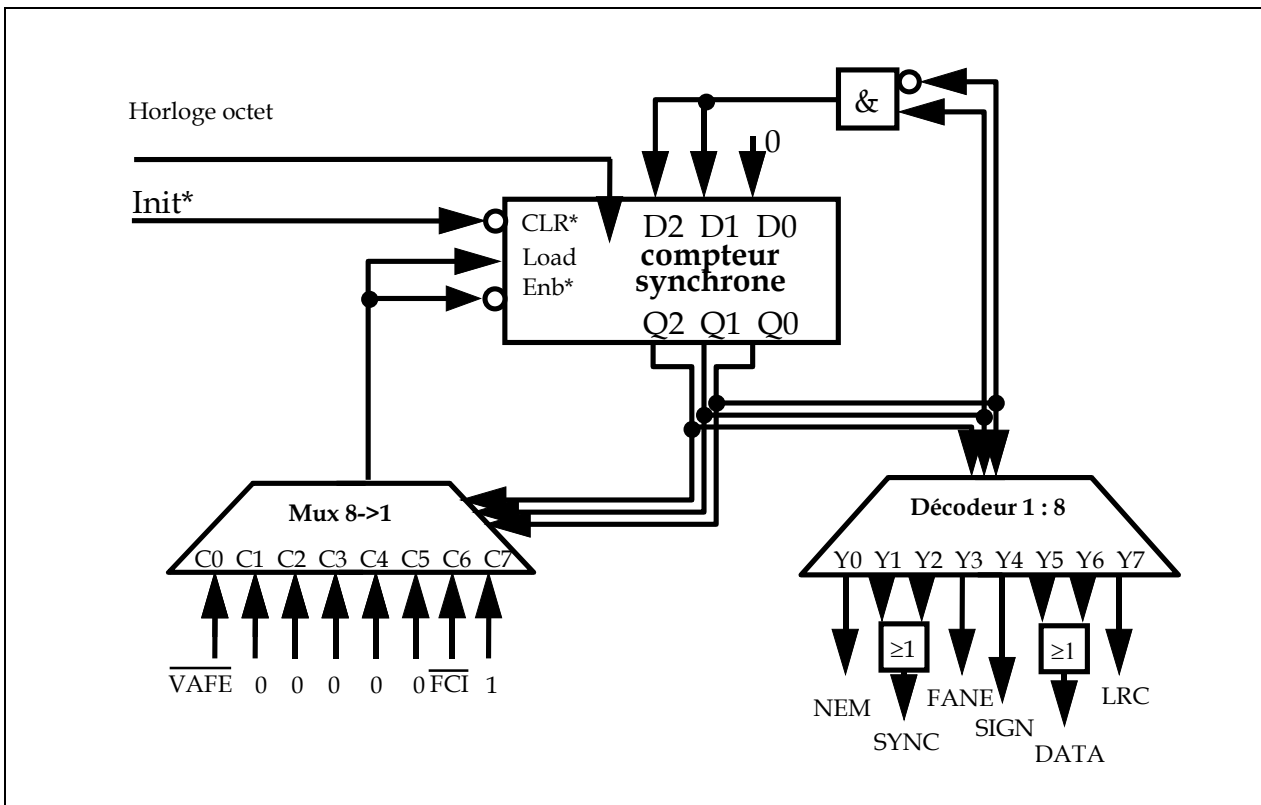 &
Horloge octet
0
Init*
CLR*
D2 D1 D0
Load
compteur
synchrone
Enb*
Q2 Q1 Q0
Mux 8->1
Décodeur 1 : 8
C0 C1 C2 C3 C4 C5 C6 C7
Y0 Y1 Y2 Y3 Y4 Y5 Y6 Y7
≥1 ≥1
V̅A̅F̅E̅ 0 0 0 0 0 F̅C̅I̅ 1
NEM FANE LRC
SIGN
SYNC
DATA